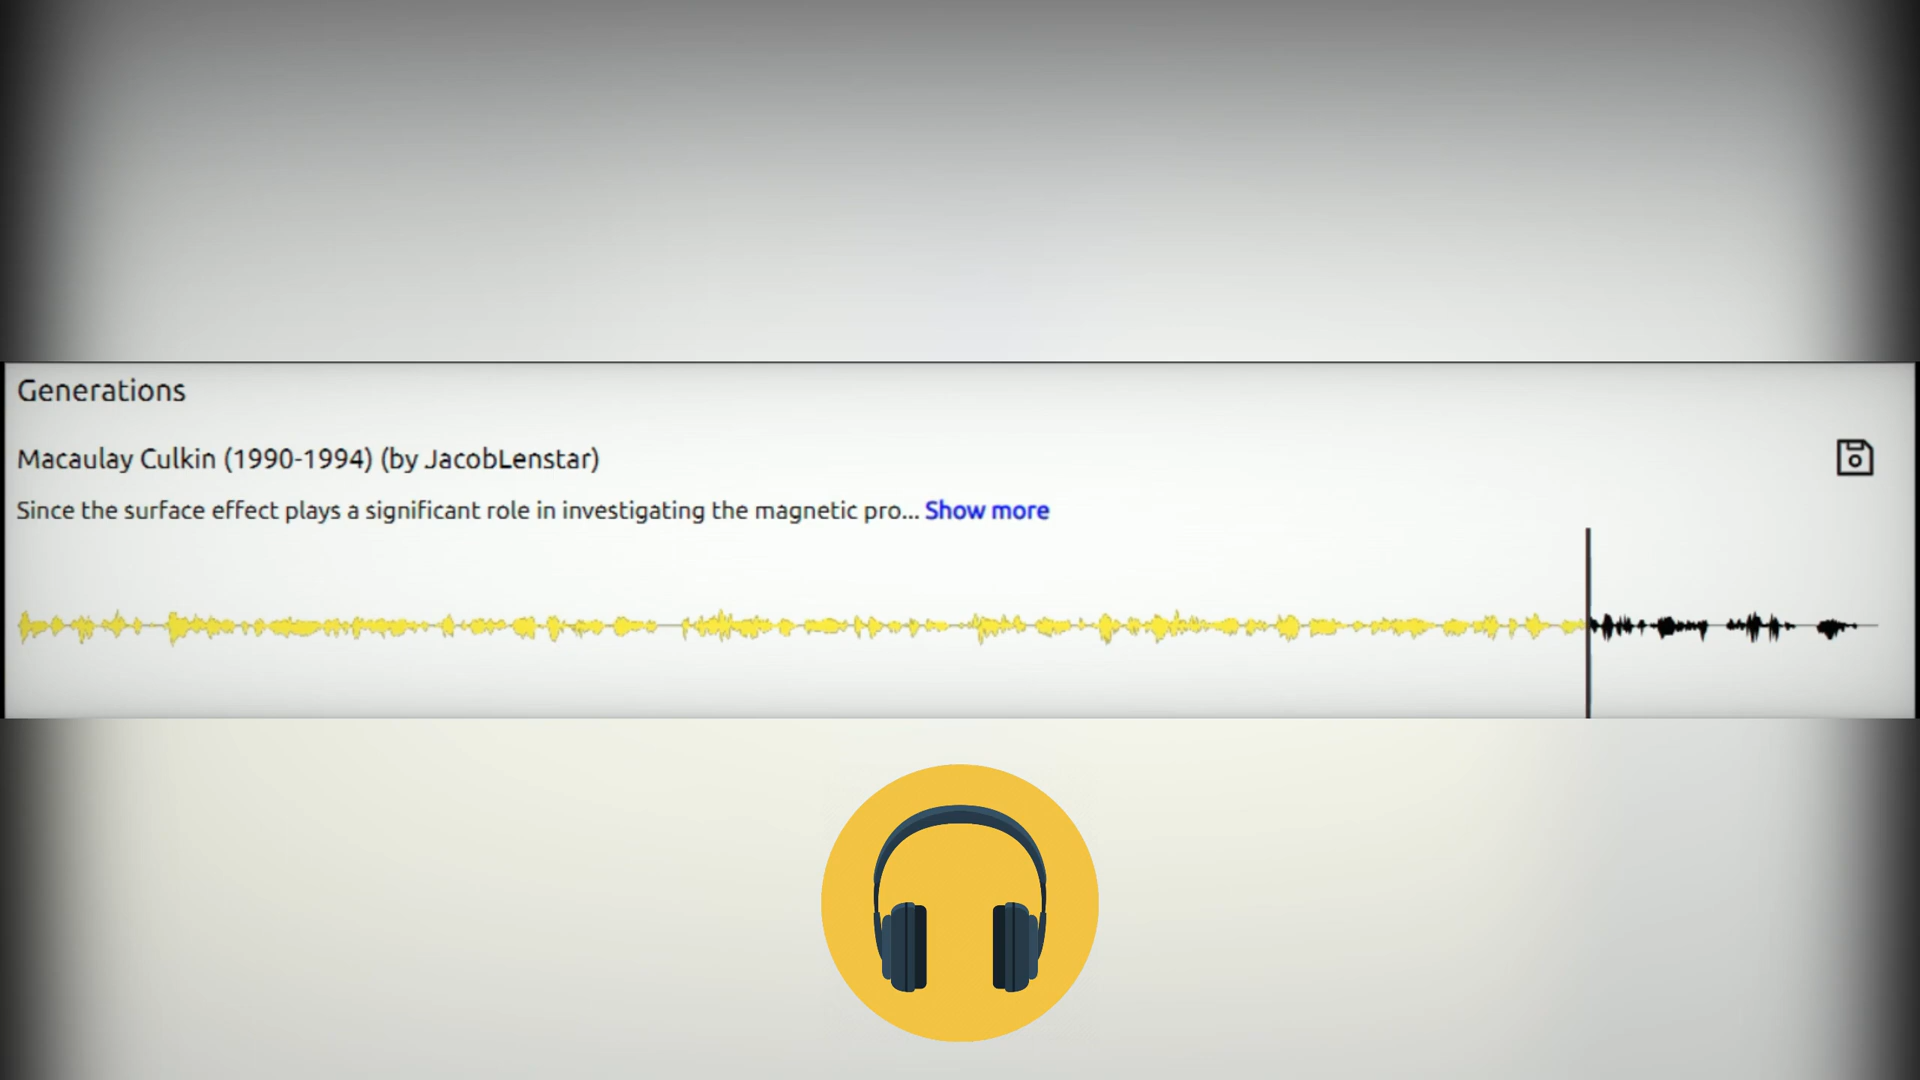 Generations
Macaulay Culkin (1990-1994) (by JacobLenstar)
Since the surface effect plays a significant role in investigating the magnetic pro... Show more